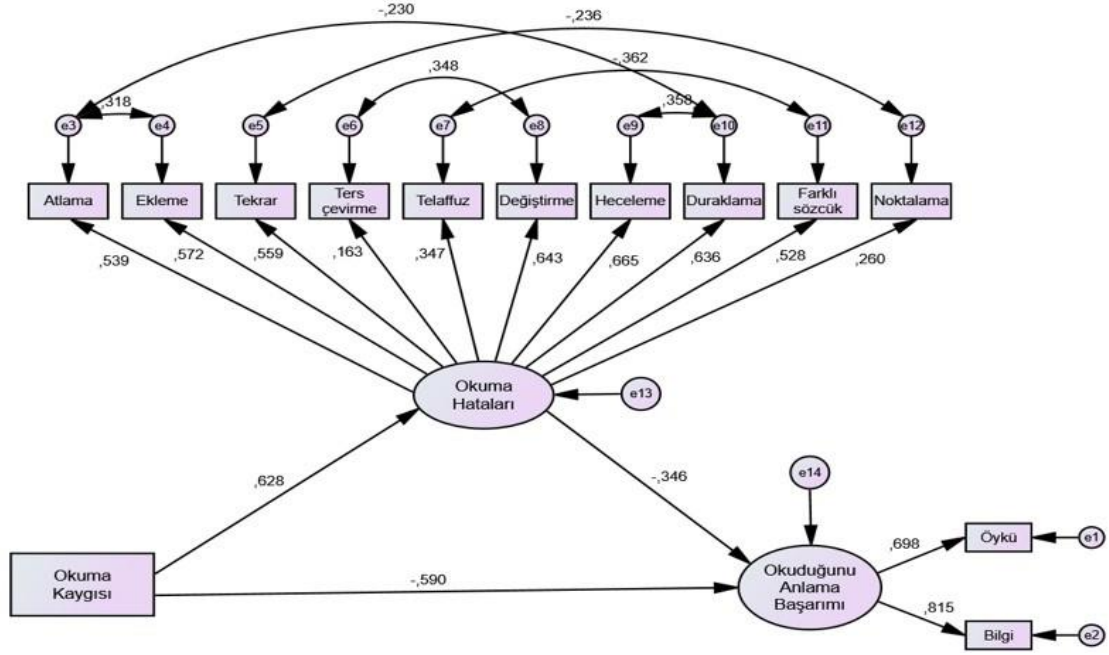 -,230
-,236
-,362
,348
,318
,358
e3
e4
e5
e6
e7
e8
e9
e10
e11
e12
Atlama
Ekleme
Tekrar
Ters
çevirme
Telaffuz
Değiştirme
Heceleme
Duraklama
Farklı
sözcük
Noktalama
,539
,572
,559
,163
,347
,643
,665
,636
,528
,260
Okuma
Hataları
e13
,628
-,346
e14
Okuma
Kaygısı
-,590
Okuduğunu
Anlama
Başarımı
,698
Öykü
e1
,815
Bilgi
e2